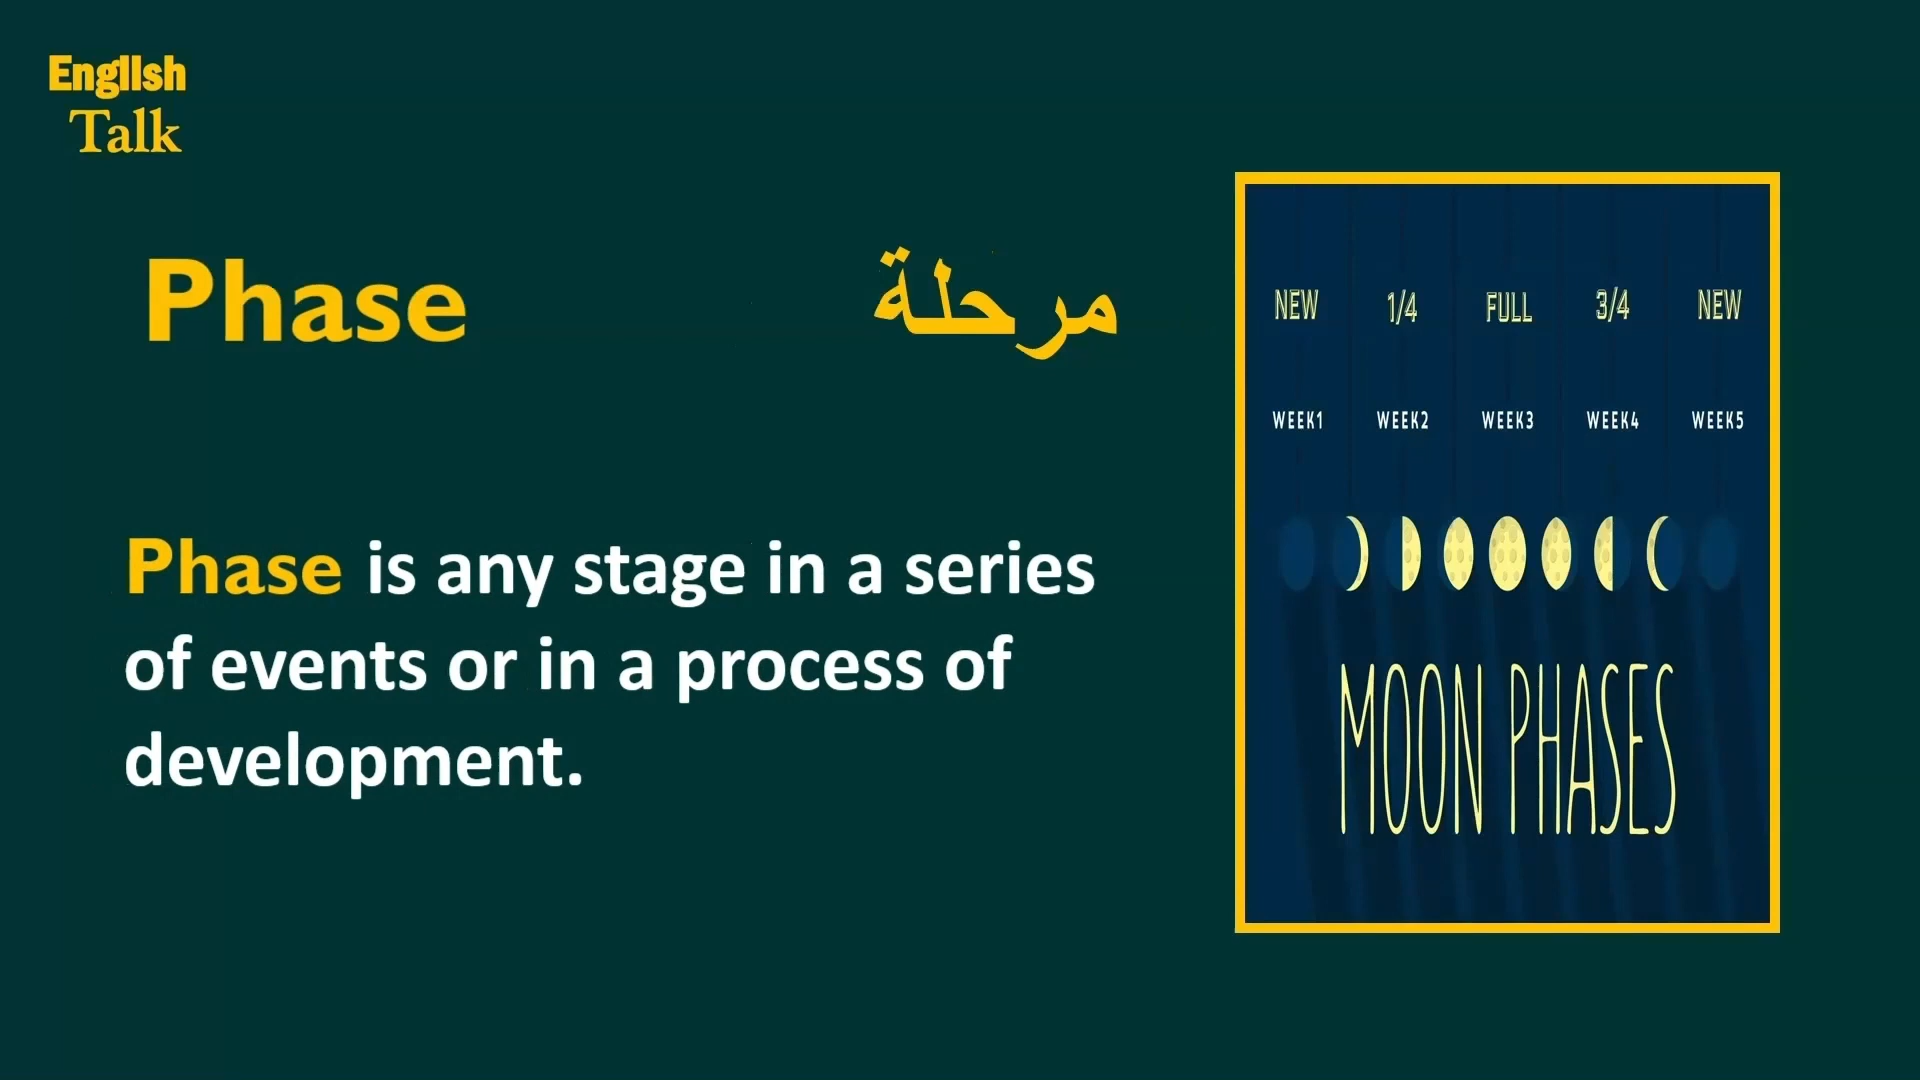 English
Talk
Phase
مرحلة
Phase is any stage in a series
of events or in a process of
development.
NEW 1/4 FULL 3/4 NEW
WEEK1 WEEK2 WEEK3 WEEK4 WEEK5
MOON PHASES